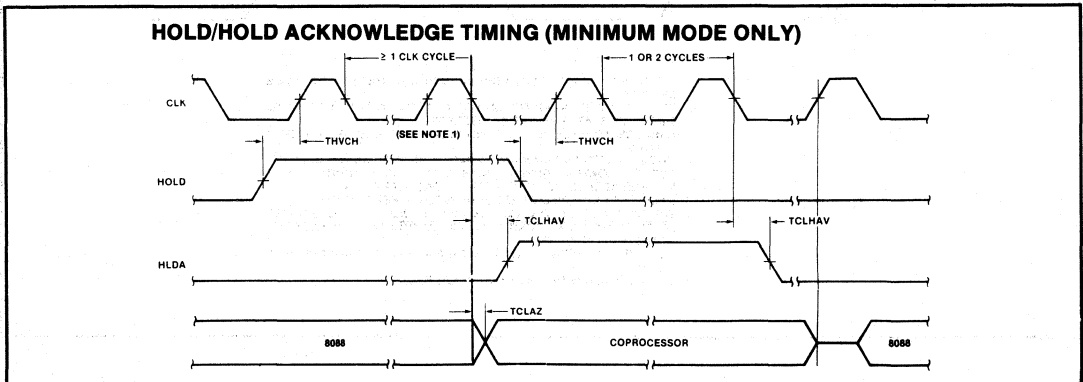 HOLD/HOLD ACKNOWLEDGE TIMING (MINIMUM MODE ONLY)
≥ 1 CLK CYCLE
1 OR 2 CYCLES
CLK
(SEE NOTE 1)
THVCH
THVCH
HOLD
TCLHAV
TCLHAV
HLDA
TCLAZ
8088
COPROCESSOR
8088